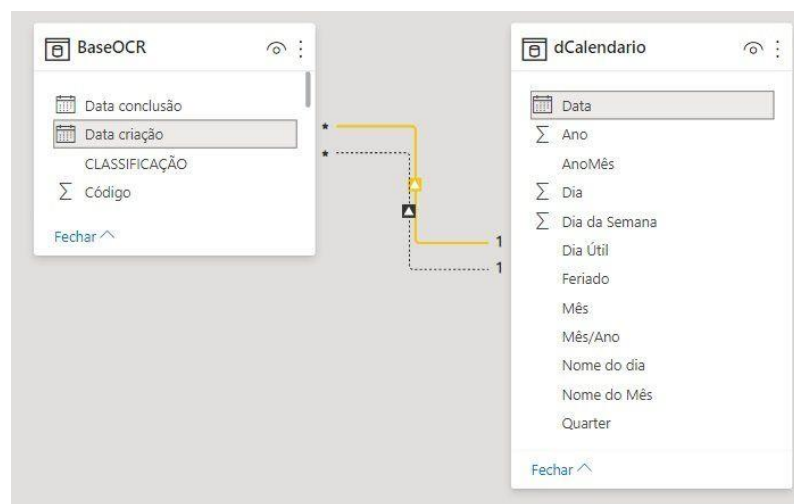 BaseOCR
Data conclusão
Data criação
CLASSIFICAÇÃO
Código
Fechar
*
*
1
1
dCalendario
Data
Ano
AnoMês
Dia
Dia da Semana
Dia Útil
Feriado
Mês
Mês/Ano
Nome do dia
Nome do Mês
Quarter
Fechar